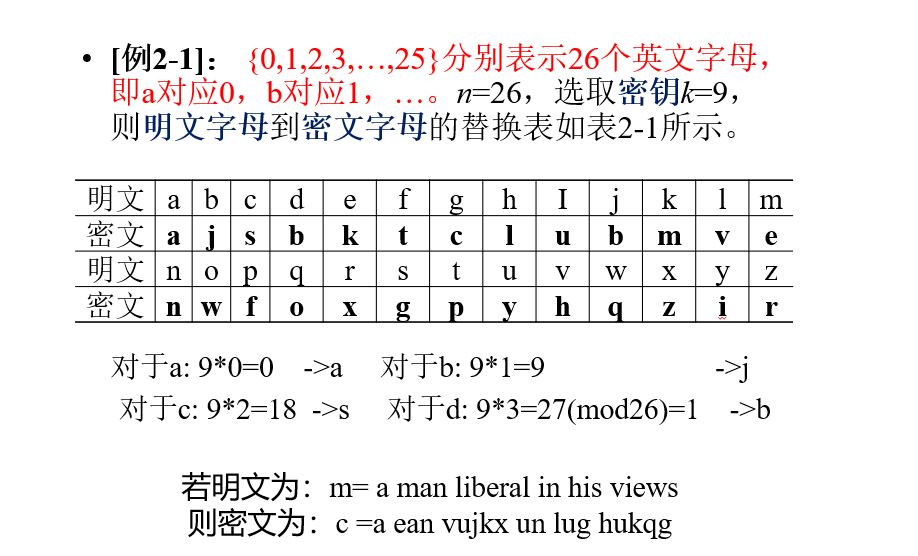 • [例2-1]： {0,1,2,3,…,25}分别表示26个英文字母，
即a对应0，b对应1，…。n=26，选取密钥k=9，
则明文字母到密文字母的替换表如表2-1所示。
明文 a b c d e f g h I j k l m
密文 a j s b k t c l u b m v e
明文 n o p q r s t u v w x y z
密文 n w f o x g p y h q z i r
对于a: 9*0=0 ->a 对于b: 9*1=9 ->j
对于c: 9*2=18 ->s 对于d: 9*3=27(mod26)=1 ->b
若明文为：m= a man liberal in his views
则密文为：c =a ean vujkx un lug hukqg